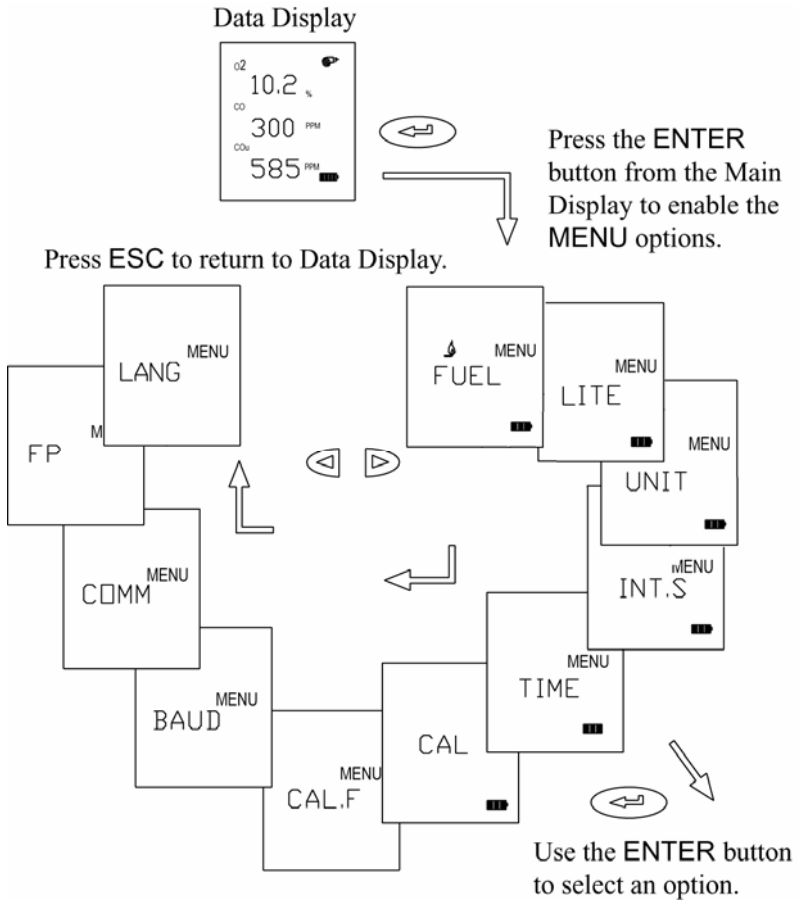 Data Display
O2
10.2 %
CO
300 PPM
COu
585 PPM
Press the ENTER
button from the Main
Display to enable the
MENU options.
Press ESC to return to Data Display.
MENU
LANG
MENU
FUEL
MENU
LITE
M
FP
MENU
UNIT
MENU
INT.S
MENU
COMM
MENU
TIME
MENU
BAUD
CAL
MENU
CAL.F
Use the ENTER button
to select an option.